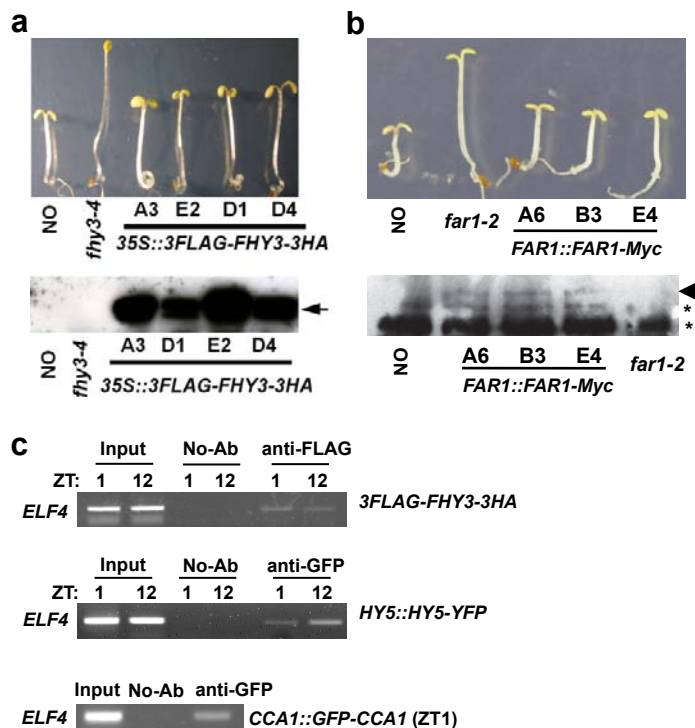 a
NO
fhy3-4
A3 E2 D1 D4
35S::3FLAG-FHY3-3HA
NO
fhy3-4
A3 D1 E2 D4
35S::3FLAG-FHY3-3HA
b
NO
far1-2
A6 B3 E4
FAR1::FAR1-Myc
*
*
NO
A6 B3 E4
far1-2
FAR1::FAR1-Myc
c
Input No-Ab anti-FLAG
ZT: 1 12 1 12 1 12
ELF4
3FLAG-FHY3-3HA
Input No-Ab anti-GFP
ZT: 1 12 1 12 1 12
ELF4
HY5::HY5-YFP
Input No-Ab anti-GFP
ELF4
CCA1::GFP-CCA1 (ZT1)